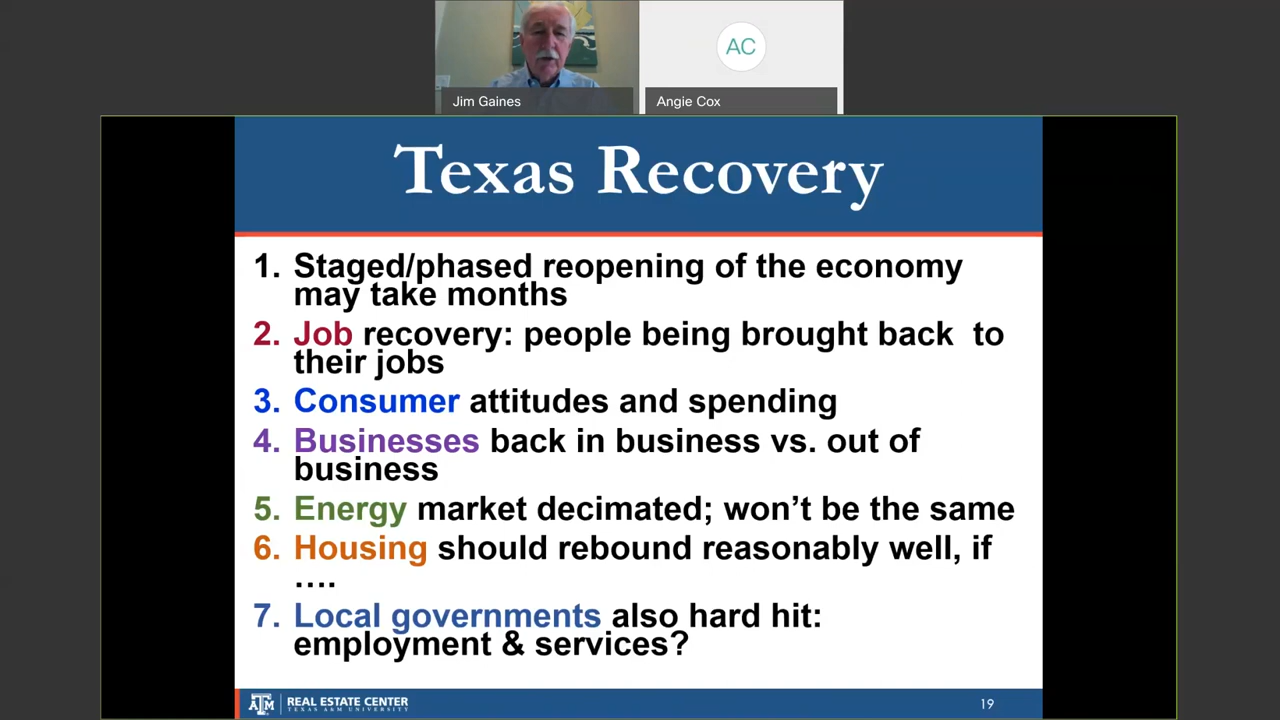 AC
Jim Gaines
Angie Cox
Texas Recovery
1. Staged/phased reopening of the economy
may take months
2. Job recovery: people being brought back  to
their jobs
3. Consumer attitudes and spending
4. Businesses back in business vs. out of
business
5. Energy market decimated; won’t be the same
6. Housing should rebound reasonably well, if
….
7. Local governments also hard hit:
employment & services?
ATM REAL ESTATE CENTER
TEXAS A&M UNIVERSITY
19